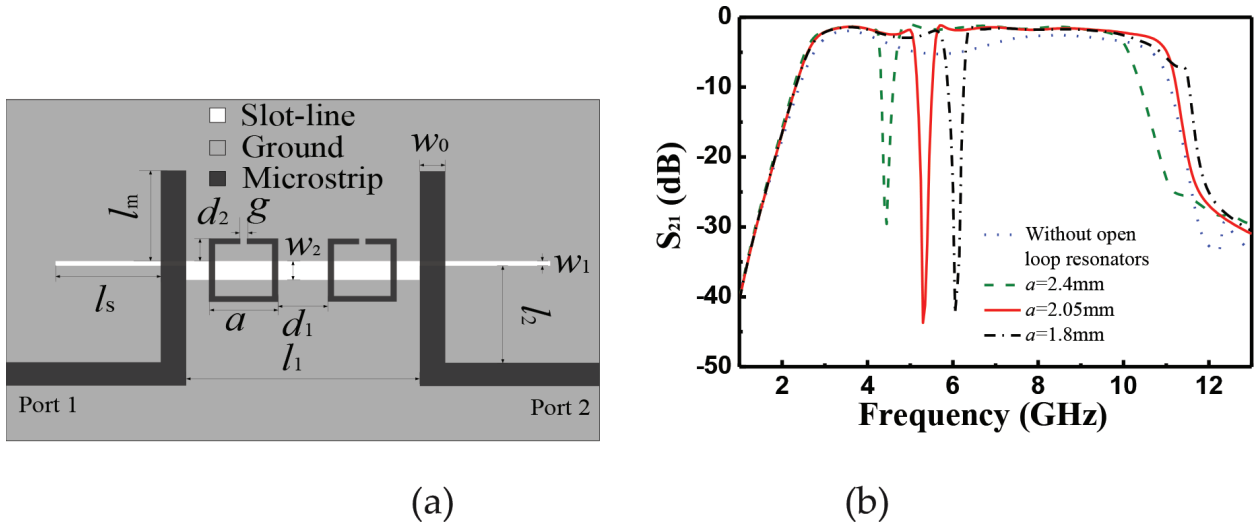 Slot-line
Ground
Microstrip
w0
lm
d2
g
w2
w1
ls
a
d1
l2
l1
Port 1
Port 2
(a)
0
-10
-20
-30
-40
-50
S21 (dB)
Without open
loop resonators
a=2.4mm
a=2.05mm
a=1.8mm
2
4
6
8
10
12
Frequency (GHz)
(b)